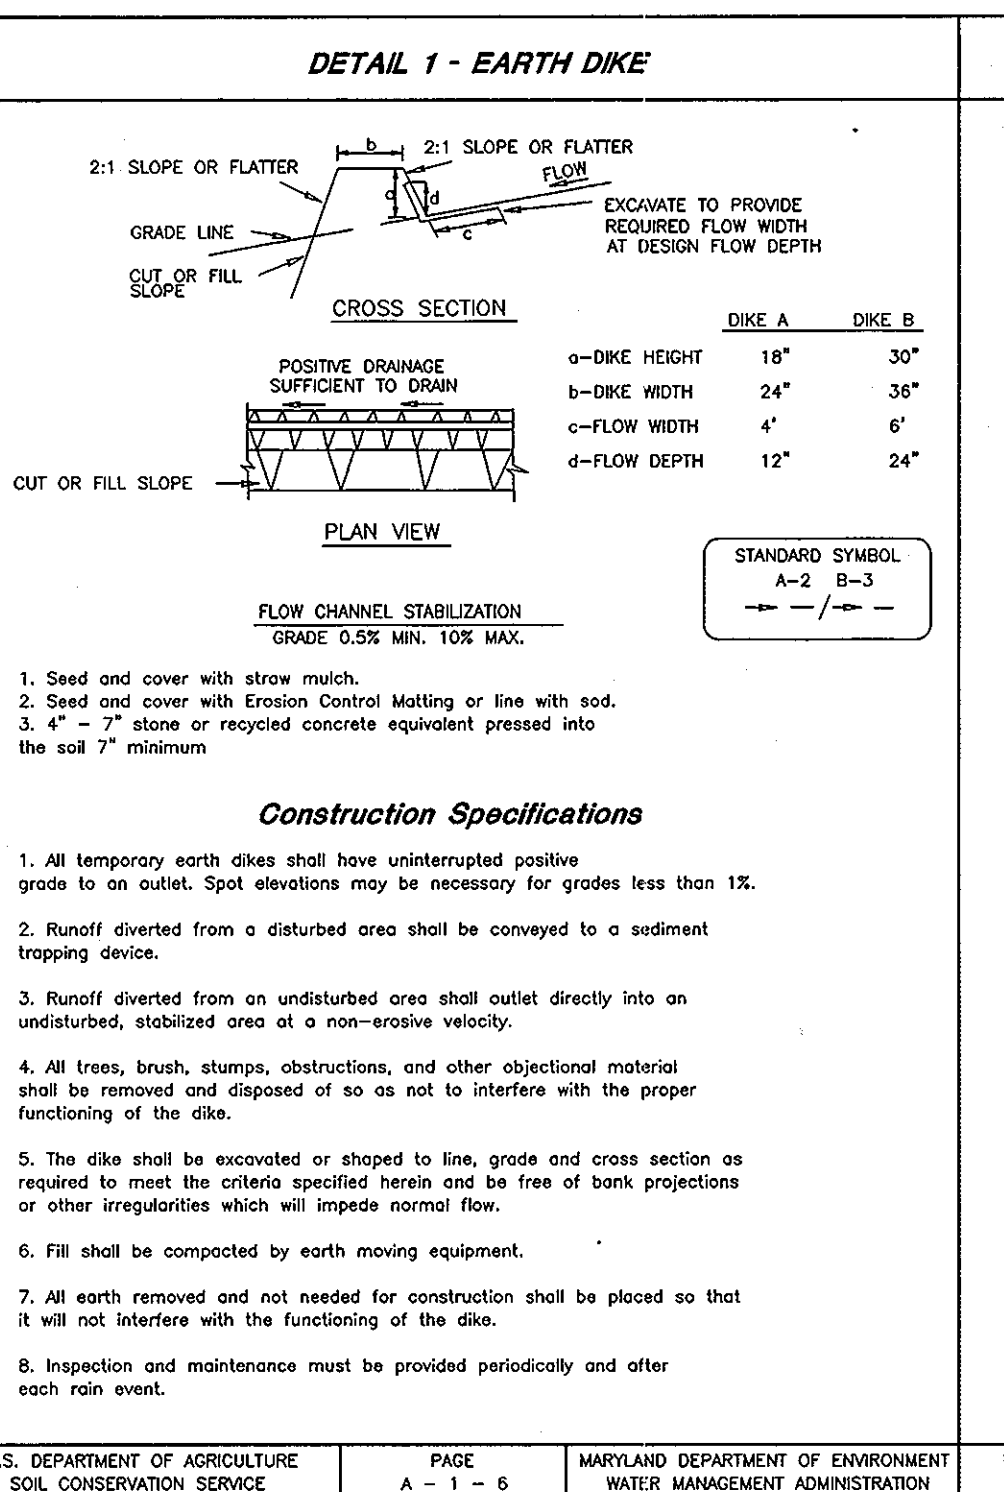 DETAIL 1 - EARTH DIKE
b
2:1 SLOPE OR FLATTER
2:1 SLOPE OR FLATTER
FLOW
a
d
EXCAVATE TO PROVIDE
REQUIRED FLOW WIDTH
AT DESIGN FLOW DEPTH
GRADE LINE
c
CUT OR FILL
SLOPE
CROSS SECTION
DIKE A DIKE B
a-DIKE HEIGHT 18" 30"
b-DIKE WIDTH 24" 36"
c-FLOW WIDTH 4' 6'
d-FLOW DEPTH 12" 24"
POSITIVE DRAINAGE
SUFFICIENT TO DRAIN
CUT OR FILL SLOPE
PLAN VIEW
STANDARD SYMBOL
A-2 B-3
FLOW CHANNEL STABILIZATION
GRADE 0.5% MIN. 10% MAX.
1. Seed and cover with straw mulch.
2. Seed and cover with Erosion Control Matting or line with sod.
3. 4" - 7" stone or recycled concrete equivalent pressed into
the soil 7" minimum
Construction Specifications
1. All temporary earth dikes shall have uninterrupted positive
grade to an outlet. Spot elevations may be necessary for grades less than 1%.
2. Runoff diverted from a disturbed area shall be conveyed to a sediment
trapping device.
3. Runoff diverted from an undisturbed area shall outlet directly into an
undisturbed, stabilized area at a non-erosive velocity.
4. All trees, brush, stumps, obstructions, and other objectional material
shall be removed and disposed of so as not to interfere with the proper
functioning of the dike.
5. The dike shall be excavated or shaped to line, grade and cross section as
required to meet the criteria specified herein and be free of bank projections
or other irregularities which will impede normal flow.
6. Fill shall be compacted by earth moving equipment.
7. All earth removed and not needed for construction shall be placed so that
it will not interfere with the functioning of the dike.
8. Inspection and maintenance must be provided periodically and after
each rain event.
.S. DEPARTMENT OF AGRICULTURE
SOIL CONSERVATION SERVICE
PAGE
A - 1 - 6
MARYLAND DEPARTMENT OF ENVIRONMENT
WATER MANAGEMENT ADMINISTRATION